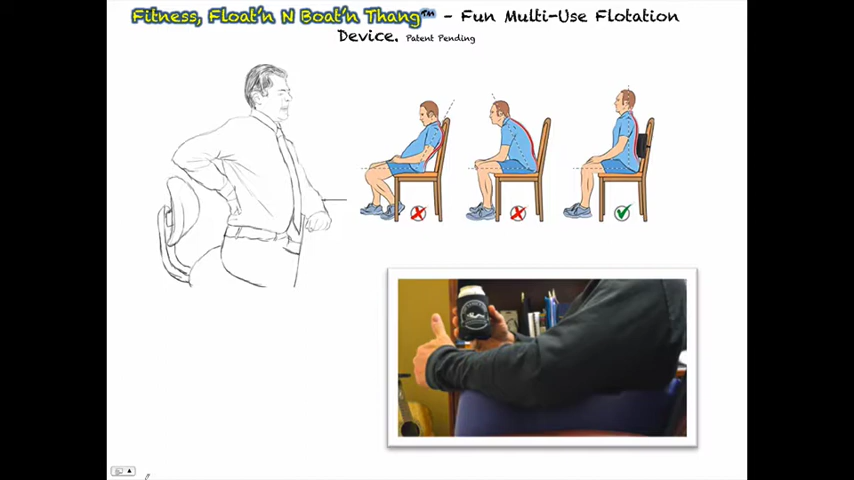 Fitness, Float'n N Boat'n Thang™ - Fun Multi-Use Flotation
Device. Patent Pending